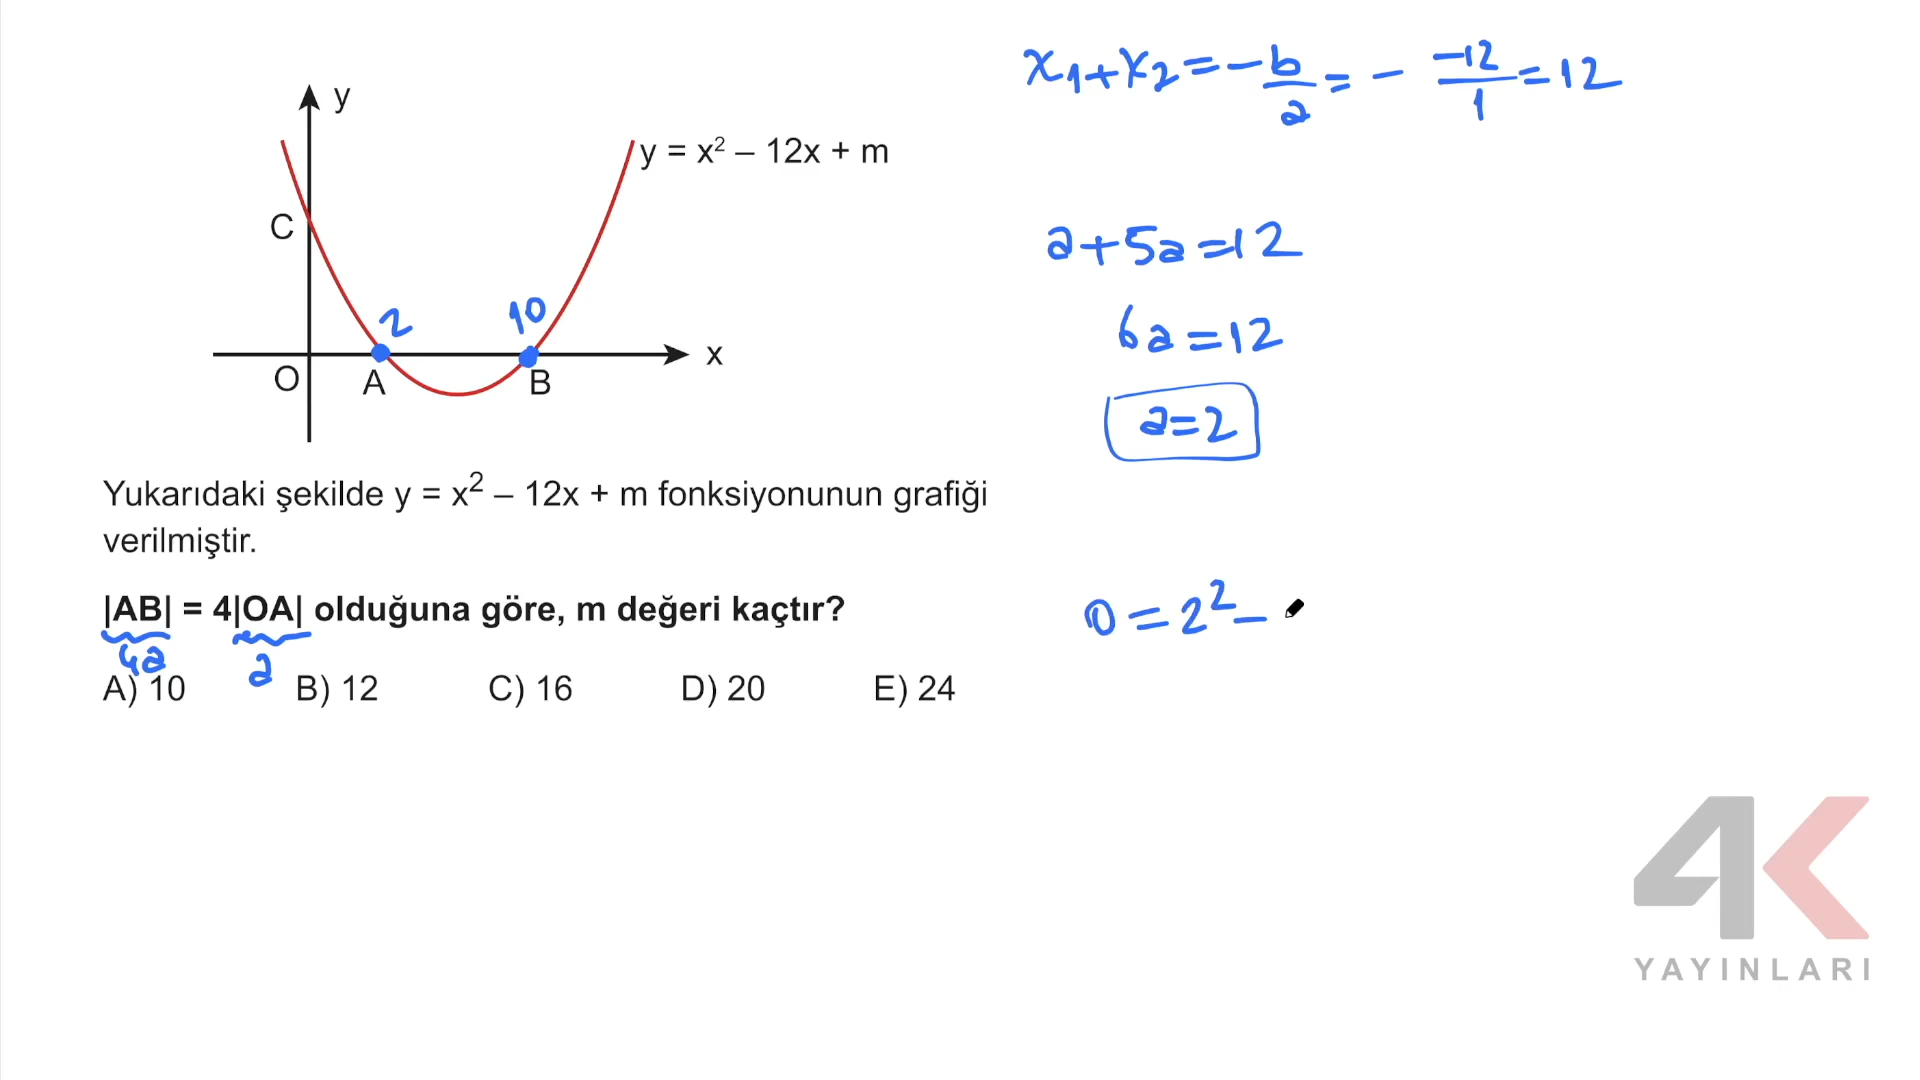 x₁+x₂=-b/a=- -12/1=12
y
y = x² – 12x + m
C
a+5a=12
2
10
6a=12
x
O
A
B
a=2
Yukarıdaki şekilde y = x² – 12x + m fonksiyonunun grafiği
verilmiştir.
|AB| = 4|OA| olduğuna göre, m değeri kaçtır?
4a
a
0=2²-
A) 10 B) 12 C) 16 D) 20 E) 24
4K
YAYINLARI